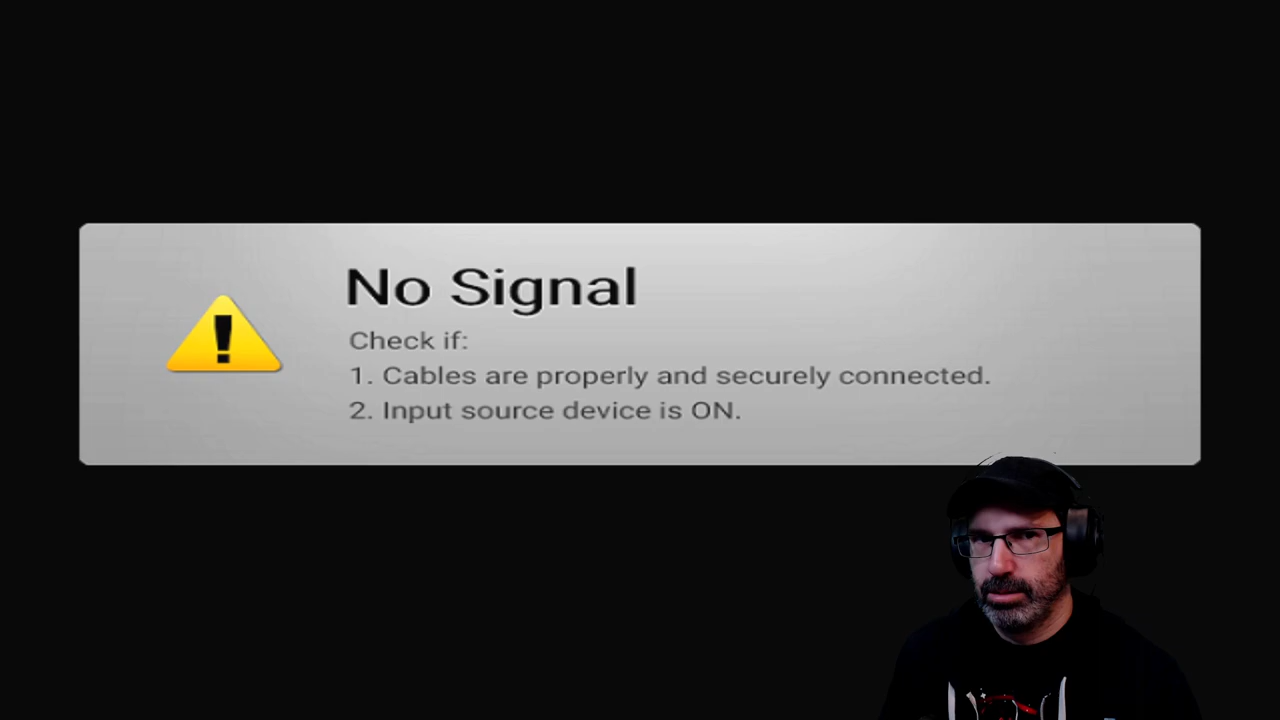 No Signal
Check if:
1. Cables are properly and securely connected.
2. Input source device is ON.